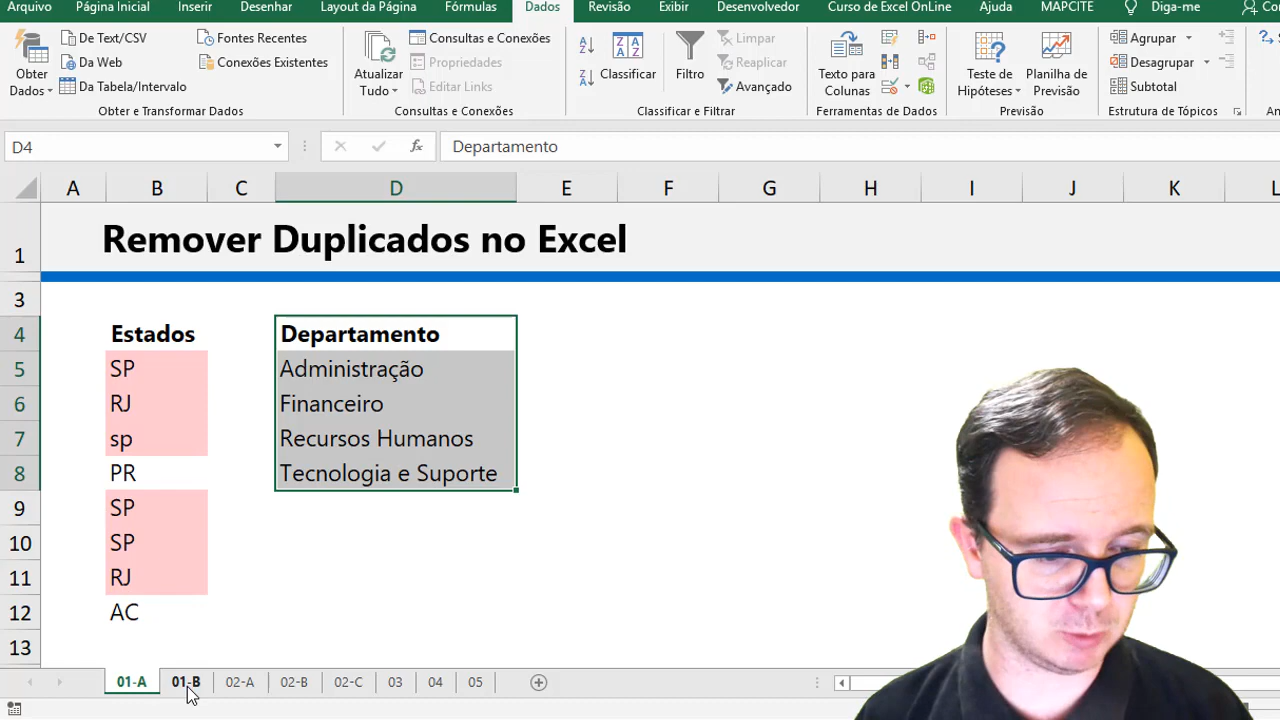 Arquivo Página Inicial Inserir Desenhar Layout da Página Fórmulas Dados Revisão Exibir Desenvolvedor Curso de Excel OnLine Ajuda MAPCITE Diga-me
De Text/CSV Fontes Recentes Consultas e Conexões Limpar Agrupar
Da Web Conexões Existentes Propriedades Reaplicar Desagrupar
Obter Dados Da Tabela/Intervalo Atualizar Tudo Editar Links Classificar Filtro Avançado Texto para Colunas Teste de Hipóteses Planilha de Previsão Subtotal
Obter e Transformar Dados Consultas e Conexões Classificar e Filtrar Ferramentas de Dados Previsão Estrutura de Tópicos
D4 fx Departamento
A B C D E F G H I J K L
1 Remover Duplicados no Excel
3
4 Estados Departamento
5 SP Administração
6 RJ Financeiro
7 sp Recursos Humanos
8 PR Tecnologia e Suporte
9 SP
10 SP
11 RJ
12 AC
13
01-A 01-B 02-A 02-B 02-C 03 04 05